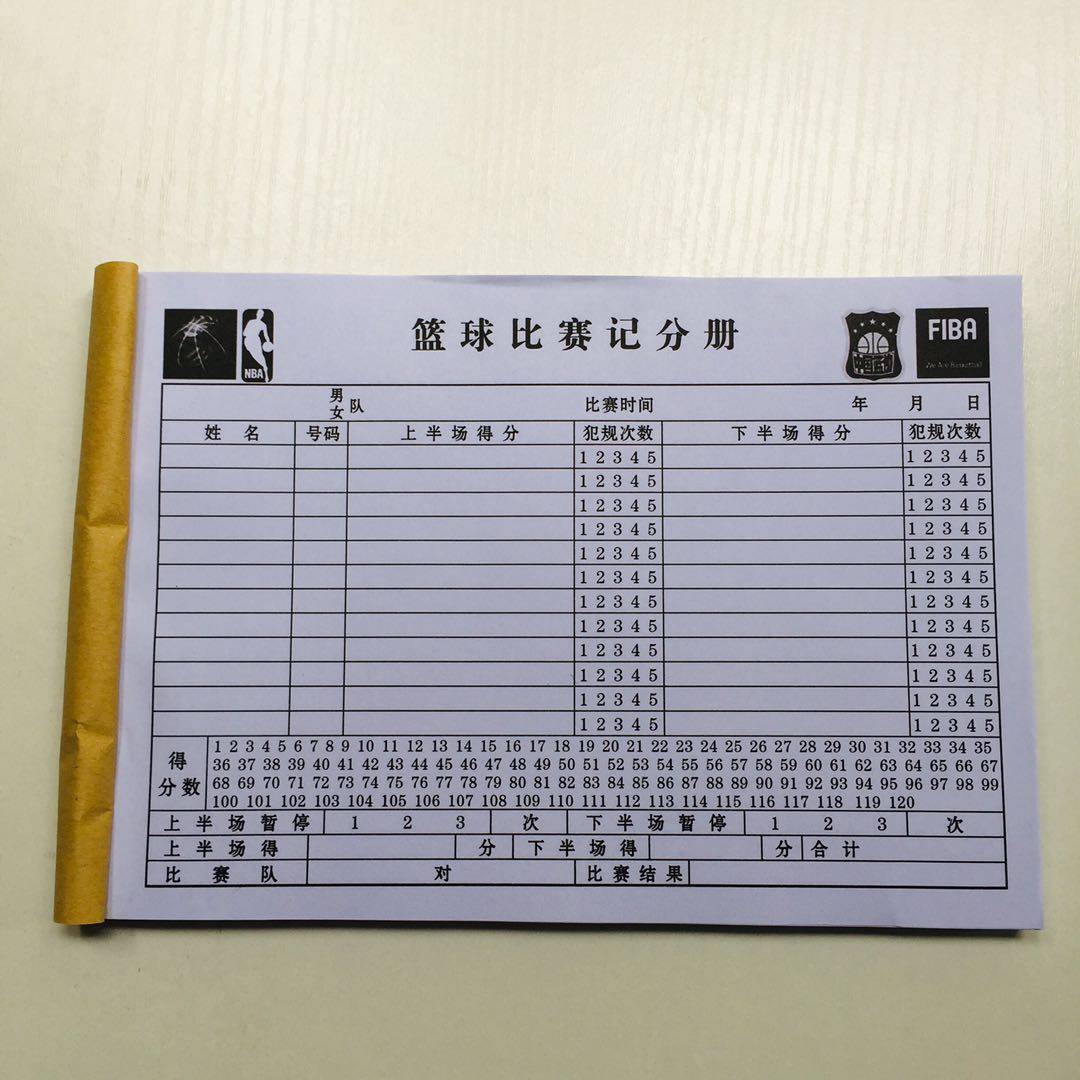 NBA
篮球比赛记分册
FIBA
We Are Basketball
中国篮球
男
女 队 比赛时间 年 月 日
姓名 号码 上半场得分 犯规次数 下半场得分 犯规次数
1 2 3 4 5 1 2 3 4 5
1 2 3 4 5 1 2 3 4 5
1 2 3 4 5 1 2 3 4 5
1 2 3 4 5 1 2 3 4 5
1 2 3 4 5 1 2 3 4 5
1 2 3 4 5 1 2 3 4 5
1 2 3 4 5 1 2 3 4 5
1 2 3 4 5 1 2 3 4 5
1 2 3 4 5 1 2 3 4 5
1 2 3 4 5 1 2 3 4 5
1 2 3 4 5 1 2 3 4 5
1 2 3 4 5 1 2 3 4 5
得
分数
1 2 3 4 5 6 7 8 9 10 11 12 13 14 15 16 17 18 19 20 21 22 23 24 25 26 27 28 29 30 31 32 33 34 35
36 37 38 39 40 41 42 43 44 45 46 47 48 49 50 51 52 53 54 55 56 57 58 59 60 61 62 63 64 65 66 67
68 69 70 71 72 73 74 75 76 77 78 79 80 81 82 83 84 85 86 87 88 89 90 91 92 93 94 95 96 97 98 99
100 101 102 103 104 105 106 107 108 109 110 111 112 113 114 115 116 117 118 119 120
上半场暂停 1 2 3 次 下半场暂停 1 2 3 次
上半场得 分 下半场得 分 合计
比赛队 对 比赛结果